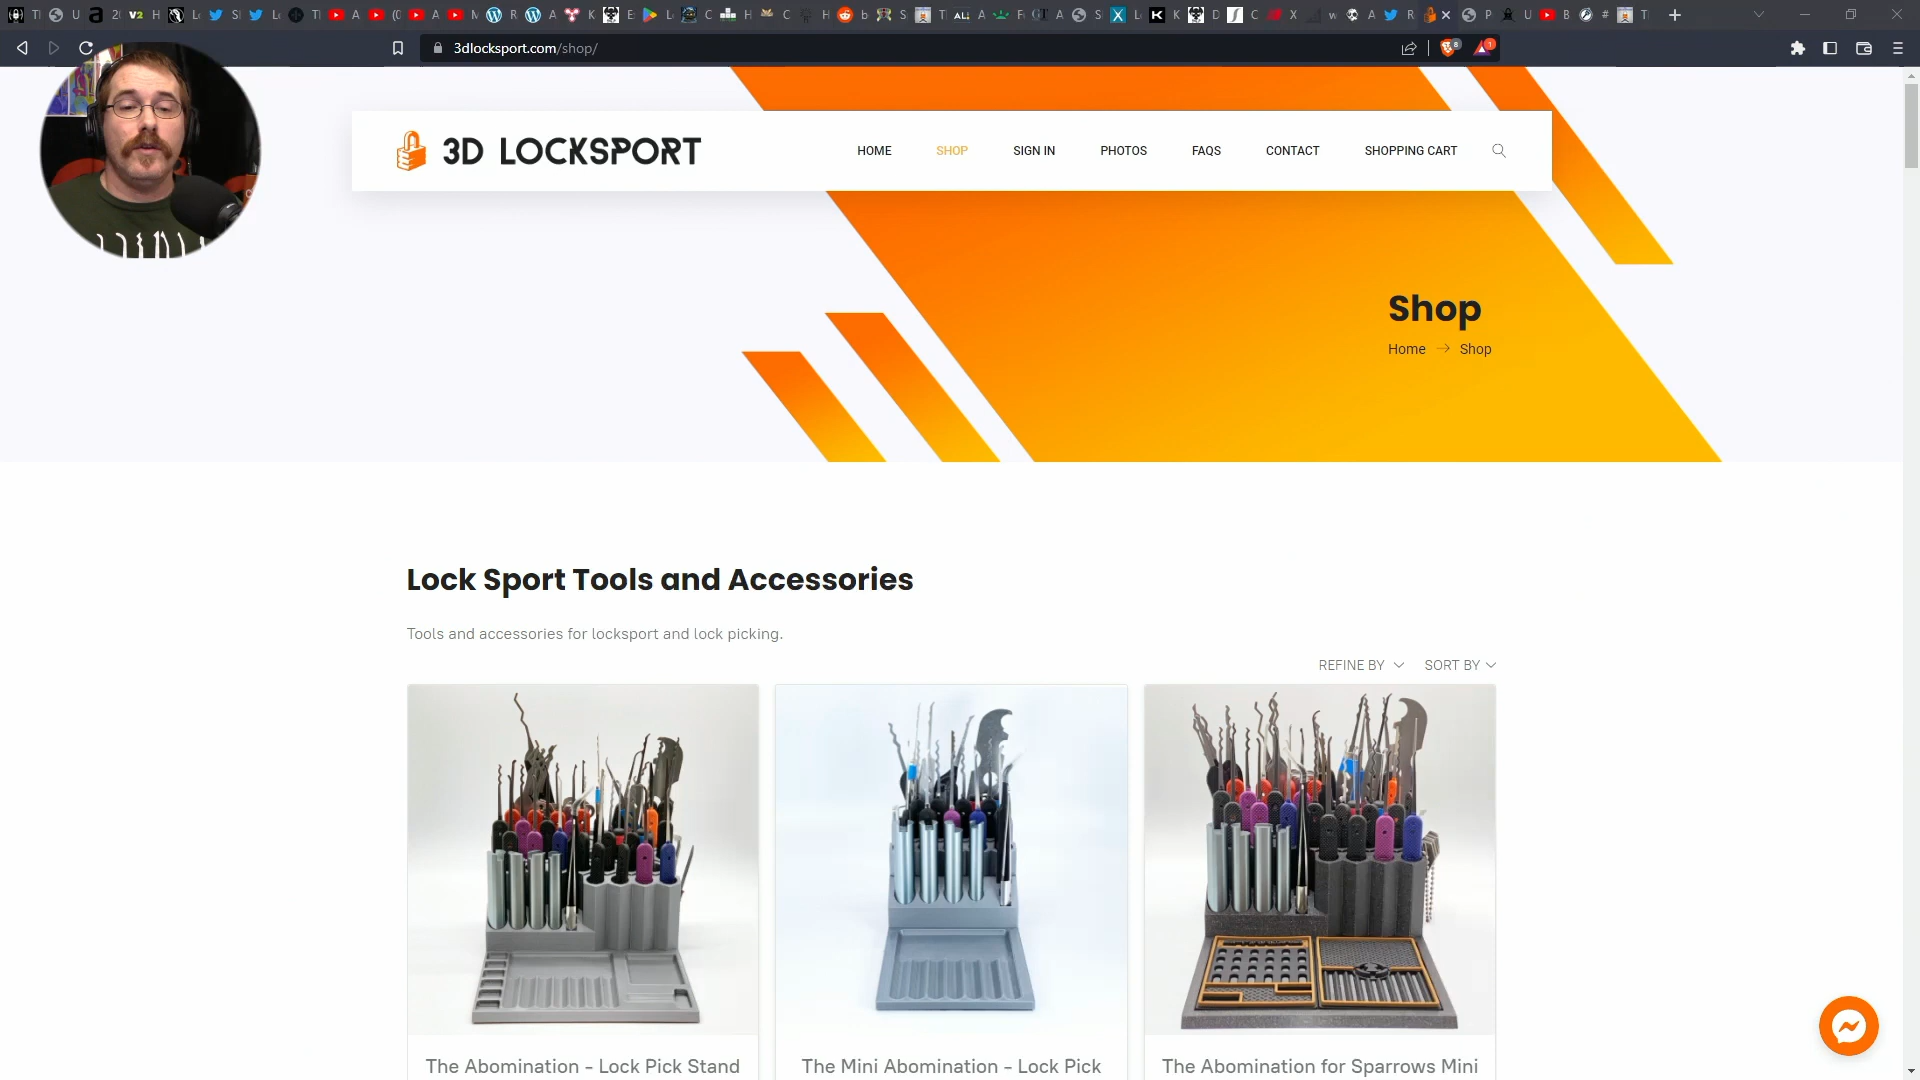 3dlocksport.com/shop/
3D LOCKSPORT
HOME
SHOP
SIGN IN
PHOTOS
FAQS
CONTACT
SHOPPING CART
Shop
Home → Shop
Lock Sport Tools and Accessories
Tools and accessories for locksport and lock picking.
REFINE BY
SORT BY
The Abomination - Lock Pick Stand
The Mini Abomination - Lock Pick
The Abomination for Sparrows Mini